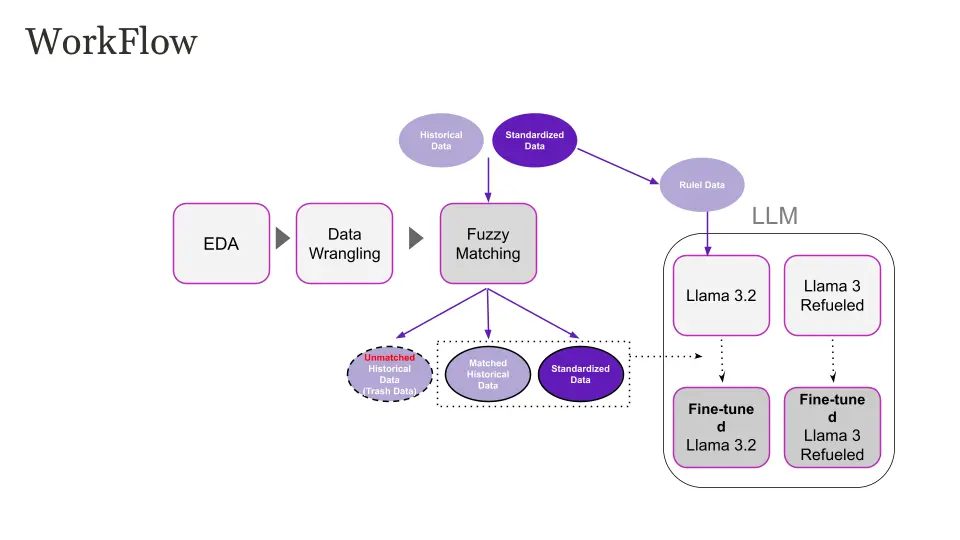 WorkFlow
Historical
Data
Standardized
Data
Rulel Data
LLM
EDA
Data
Wrangling
Fuzzy
Matching
Llama 3.2
Llama 3
Refueled
Unmatched
Historical
Data
(Trash Data)
Matched
Historical
Data
Standardized
Data
Fine-tune
d
Llama 3.2
Fine-tune
d
Llama 3
Refueled